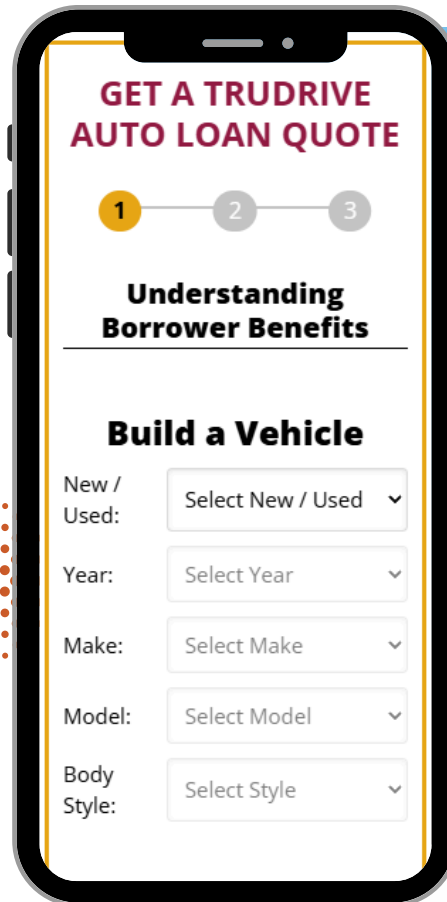 GET A TRUDRIVE
AUTO LOAN QUOTE
1 2 3
Understanding
Borrower Benefits
Build a Vehicle
New /
Used:
Select New / Used
Year:
Select Year
Make:
Select Make
Model:
Select Model
Body
Style:
Select Style